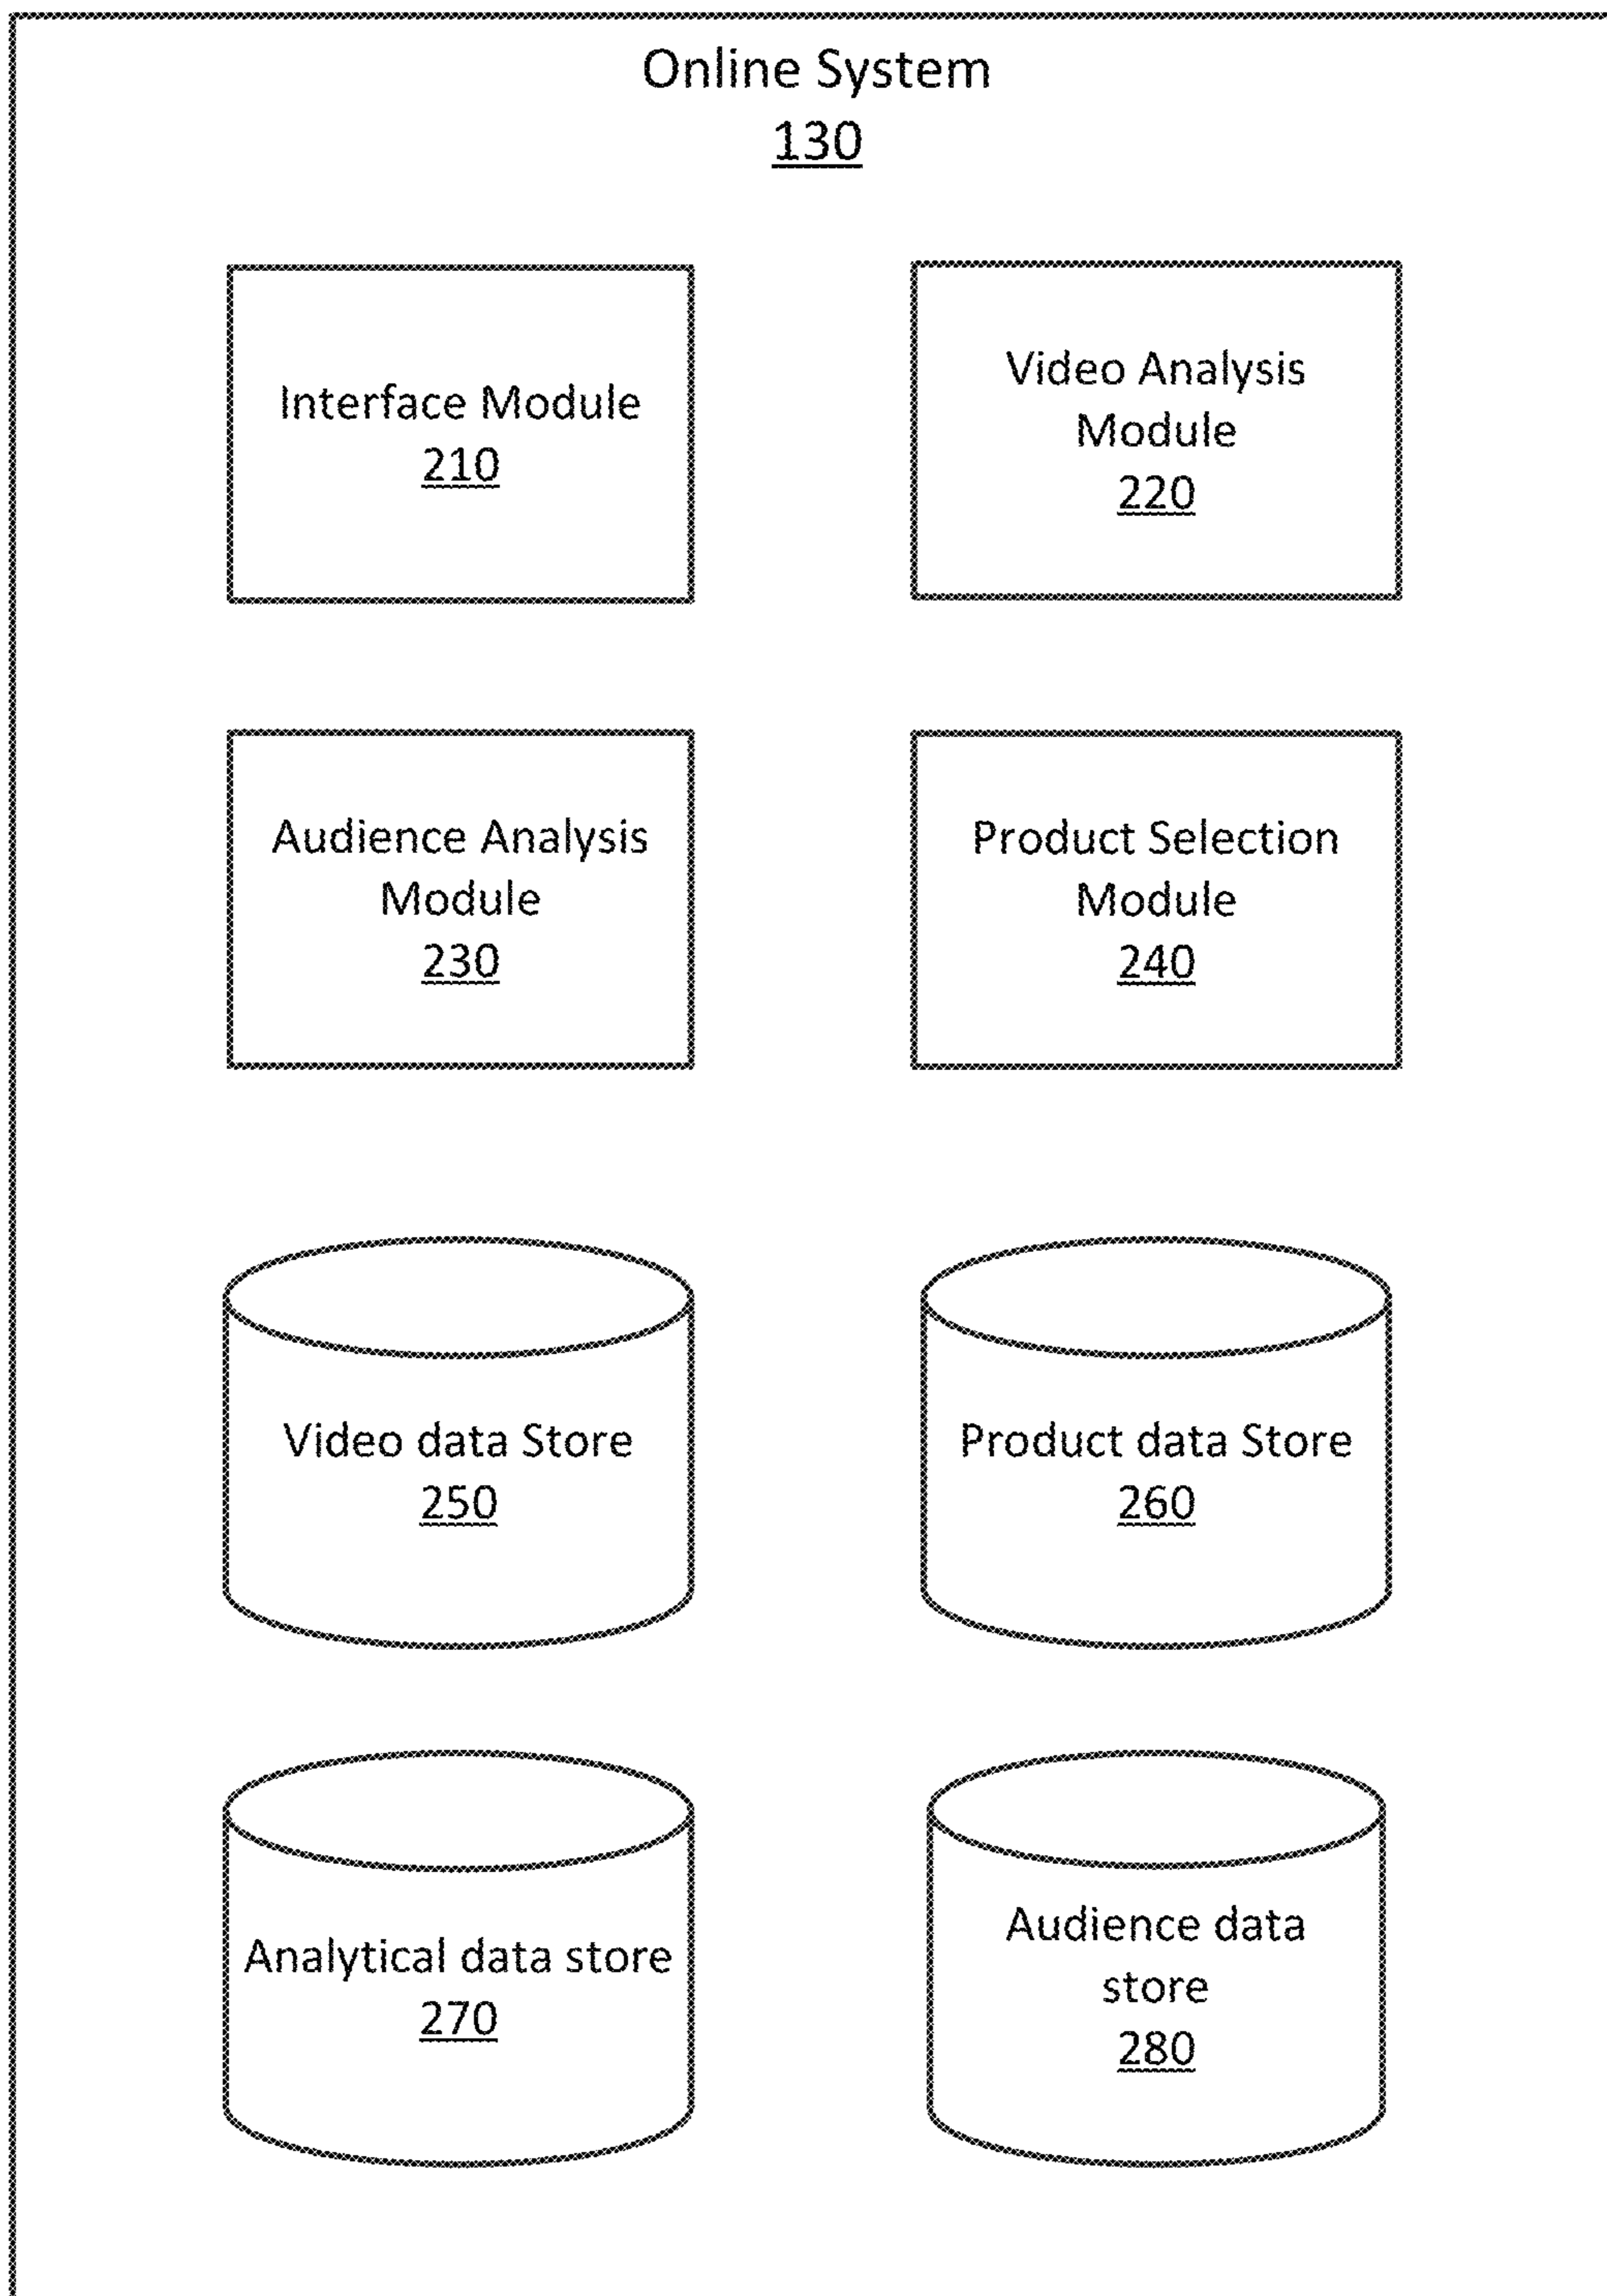 Online System
130
Interface Module
210
Video Analysis
Module
220
Audience Analysis
Module
230
Product Selection
Module
240
Video data Store
250
Product data Store
260
Analytical data store
270
Audience data
store
280